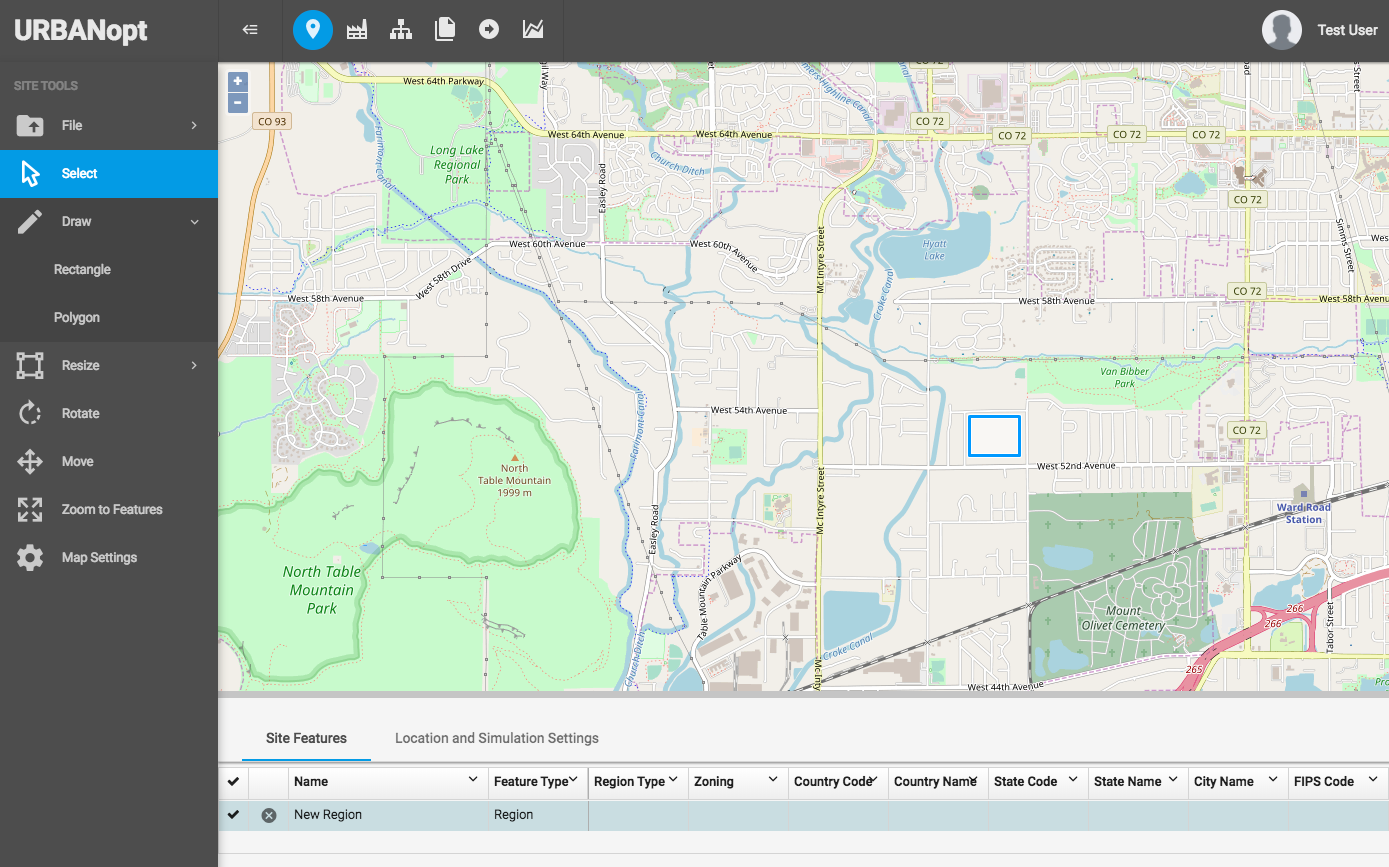 URBANopt
Test User
SITE TOOLS
File
Select
Draw
Rectangle
Polygon
Resize
Rotate
Move
Zoom to Features
Map Settings
+
-
CO 93
West 64th Parkway
West 64th Avenue
West 64th Avenue
CO 72
CO 72
CO 72
CO 72
CO 72
CO 72
CO 72
CO 72
Long Lake
Regional
Park
Church Ditch
Easley Road
West 60th Avenue
West 60th Avenue
West 58th Drive
West 58th Avenue
Mc Intyre Street
Hyatt
Lake
Croke Canal
West 58th Avenue
West 58th Avenue
Simms Street
Van Bibber
Park
West 54th Avenue
Farimont Canal
North
Table Mountain
1999 m
West 52nd Avenue
Mc Intyre Street
Ward Road
Station
Easley Road
North Table
Mountain
Park
Table Mountain Parkway
Mount
Olivet Cemetery
266
266
265
Tabor Street
Church Ditch
Croke Canal
West 44th Avenue
Site Features
Location and Simulation Settings
Name
Feature Type
Region Type
Zoning
Country Code
Country Name
State Code
State Name
City Name
FIPS Code
New Region
Region